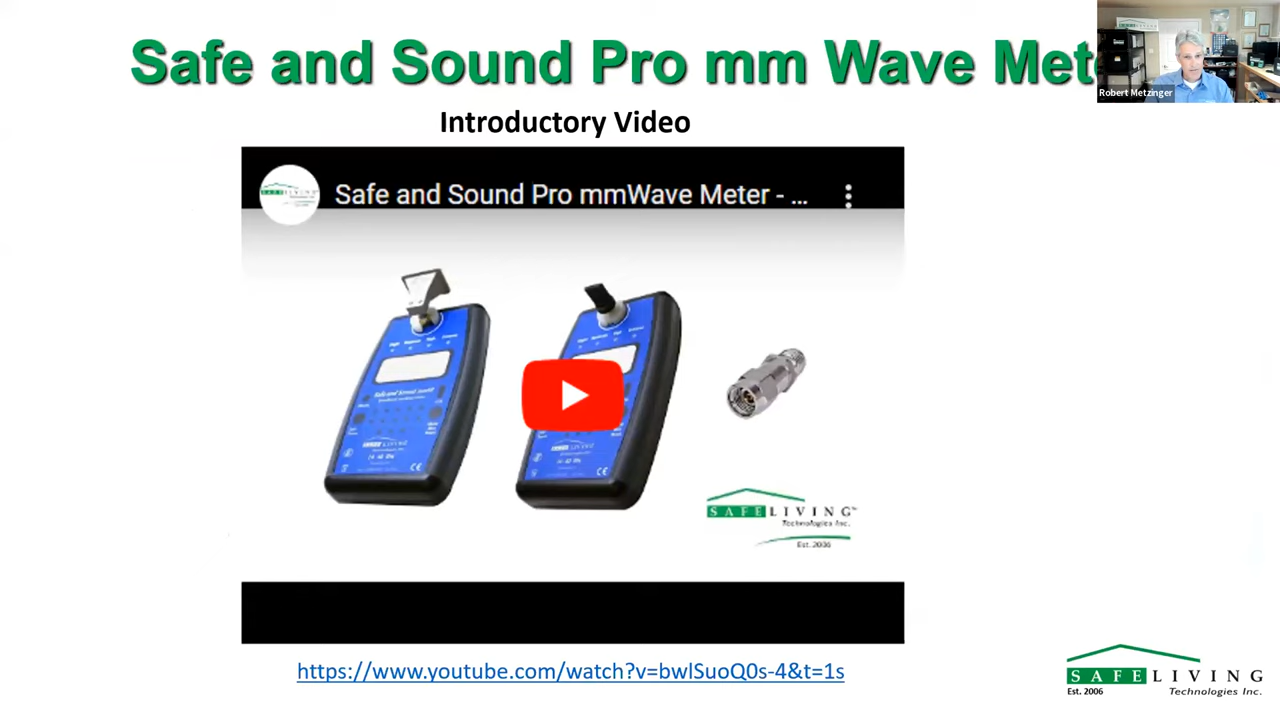 Safe and Sound Pro mm Wave Mete
Robert Metzinger
Introductory Video
Safe and Sound Pro mmWave Meter - ...
SAFE LIVING
Technologies Inc.
Est. 2006
https://www.youtube.com/watch?v=bwlSuoQ0s-4&t=1s
SAFE LIVING
Est. 2006 Technologies Inc.